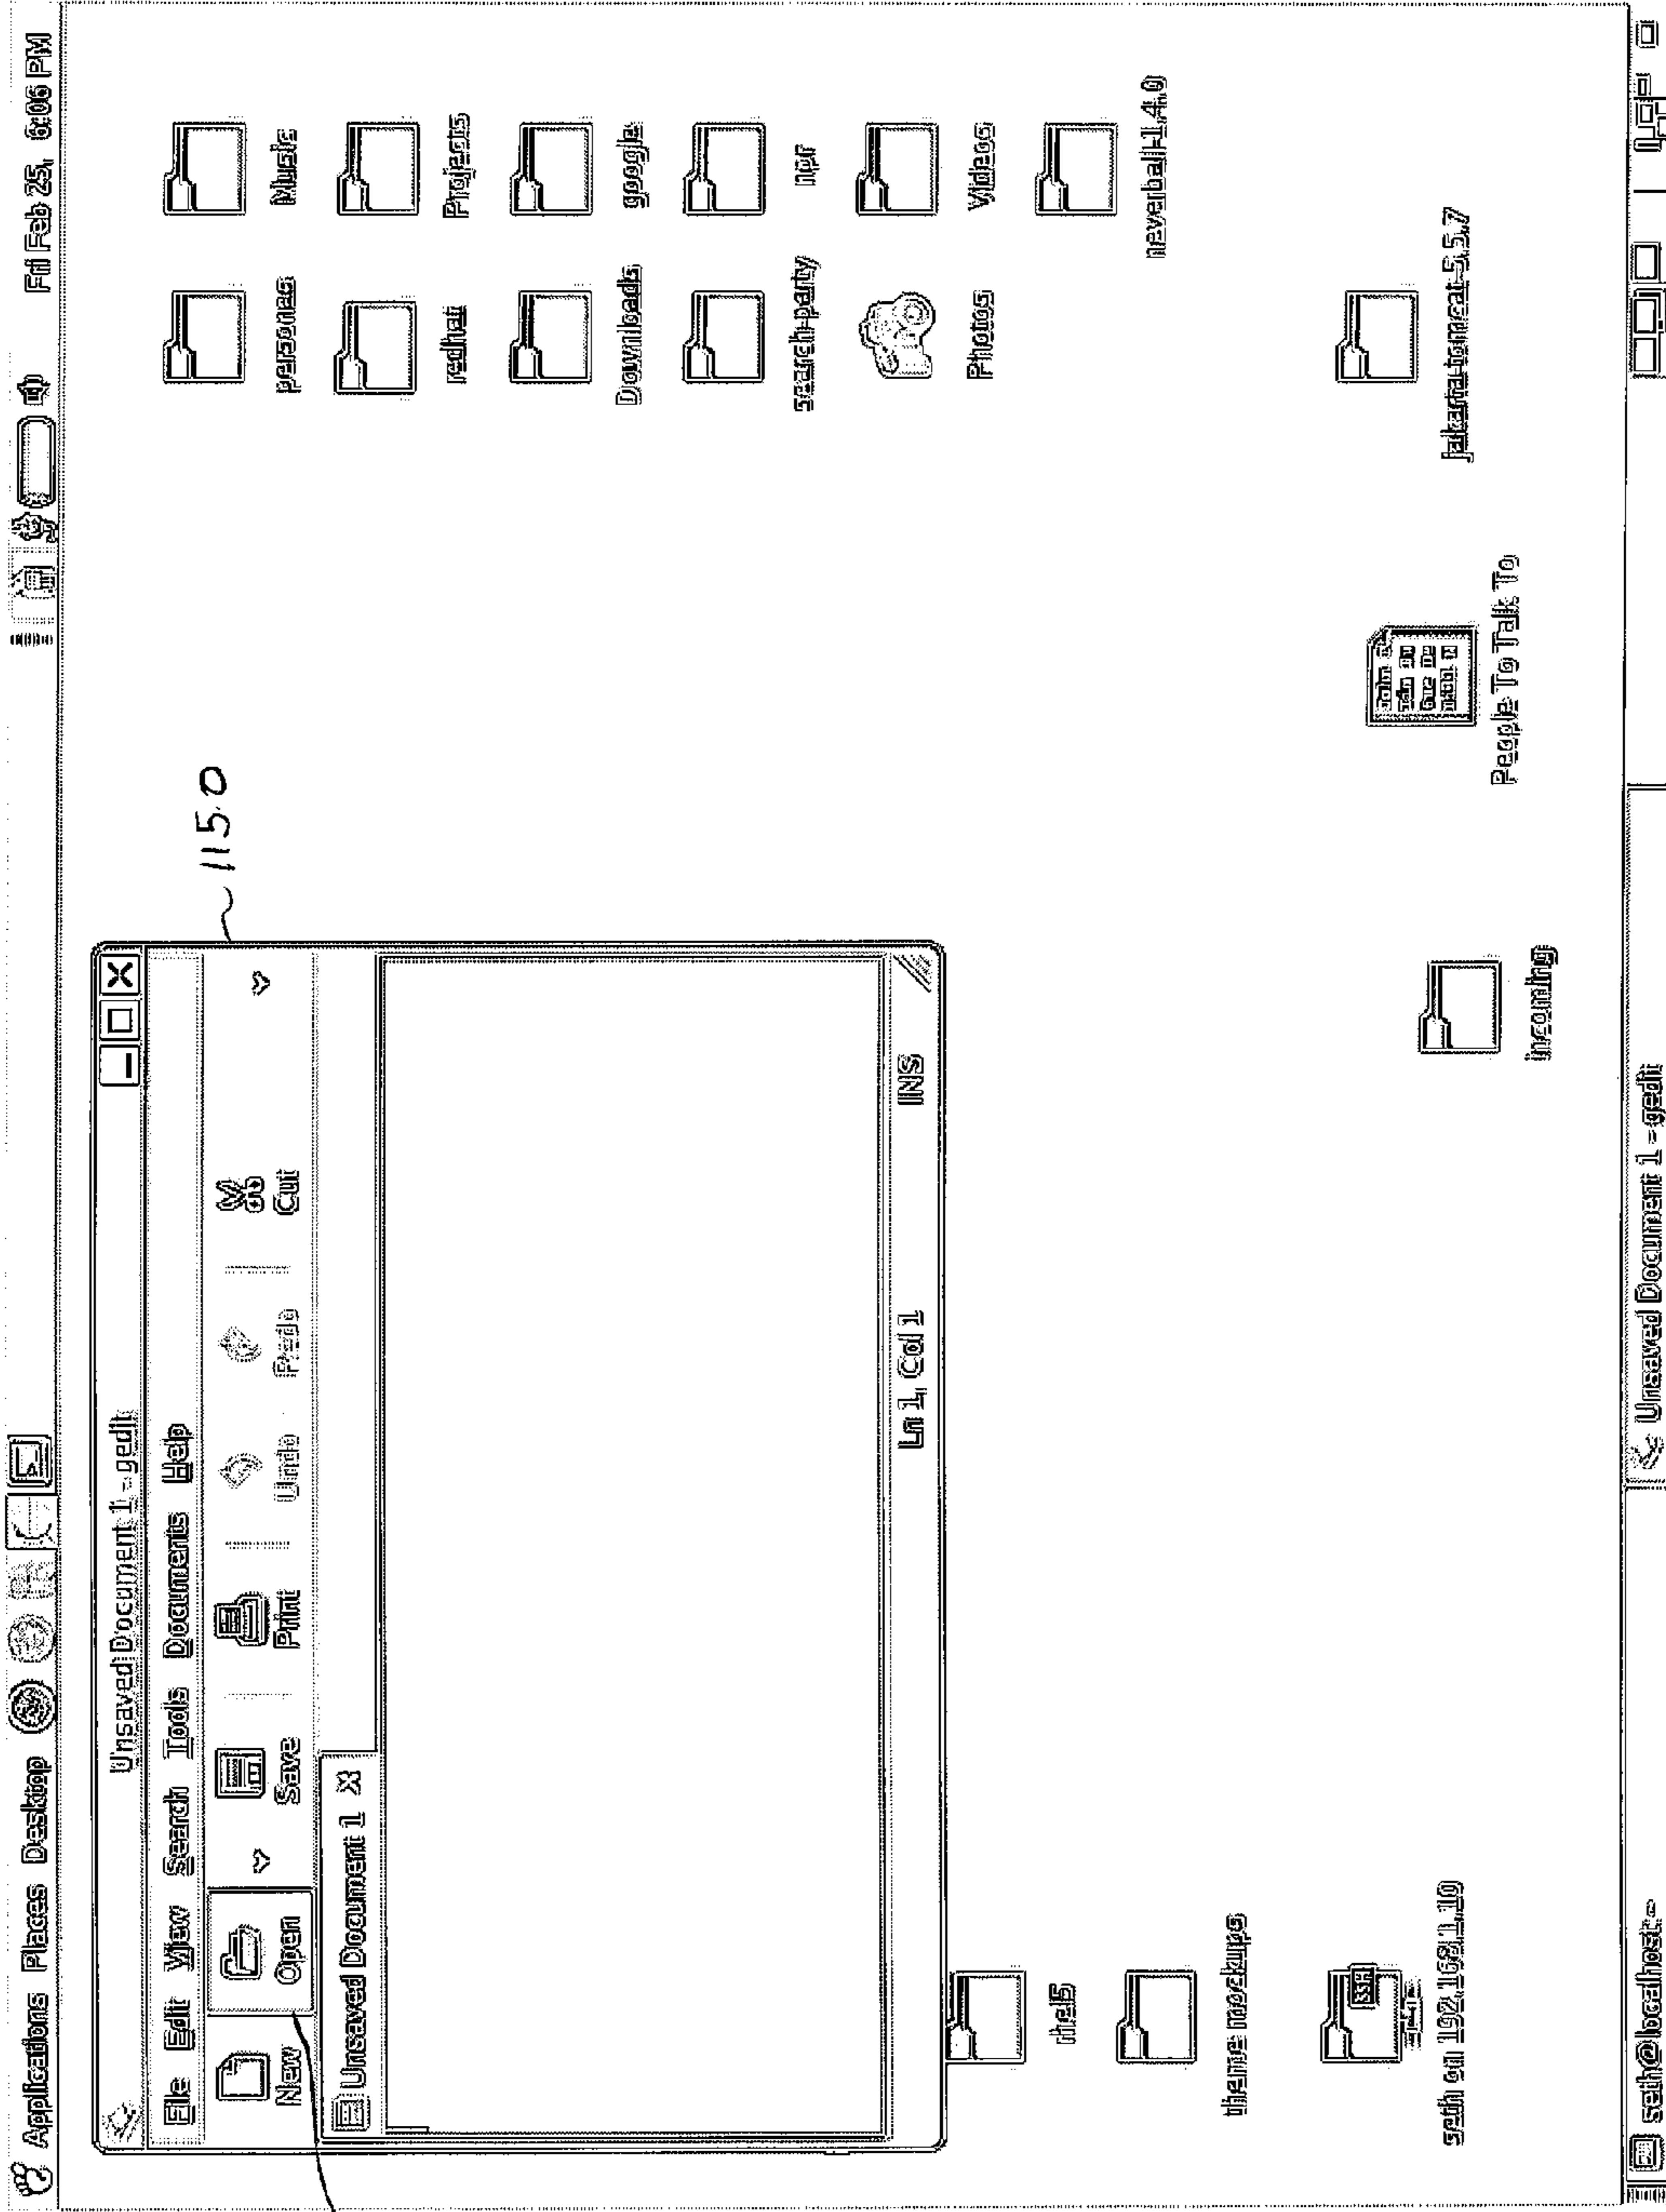 Applications Places Desktop
Fri Feb 25, 6:06 PM
Unsaved Document 1 - gedit
File Edit View Search Tools Documents Help
New Open Save Print Undo Redo Cut
Unsaved Document 1
Ln 1, Col 1 INS
1150
personas Music
redhat Projects
Downloads google
search-party npr
Photos Videos
neverball-1.4.0
rhel5
theme mockups
SSH
seth on 192.168.1.10
incoming
People To Talk To
jakarta-tomcat-5.5.7
seth@localhost:~
Unsaved Document 1 - gedit